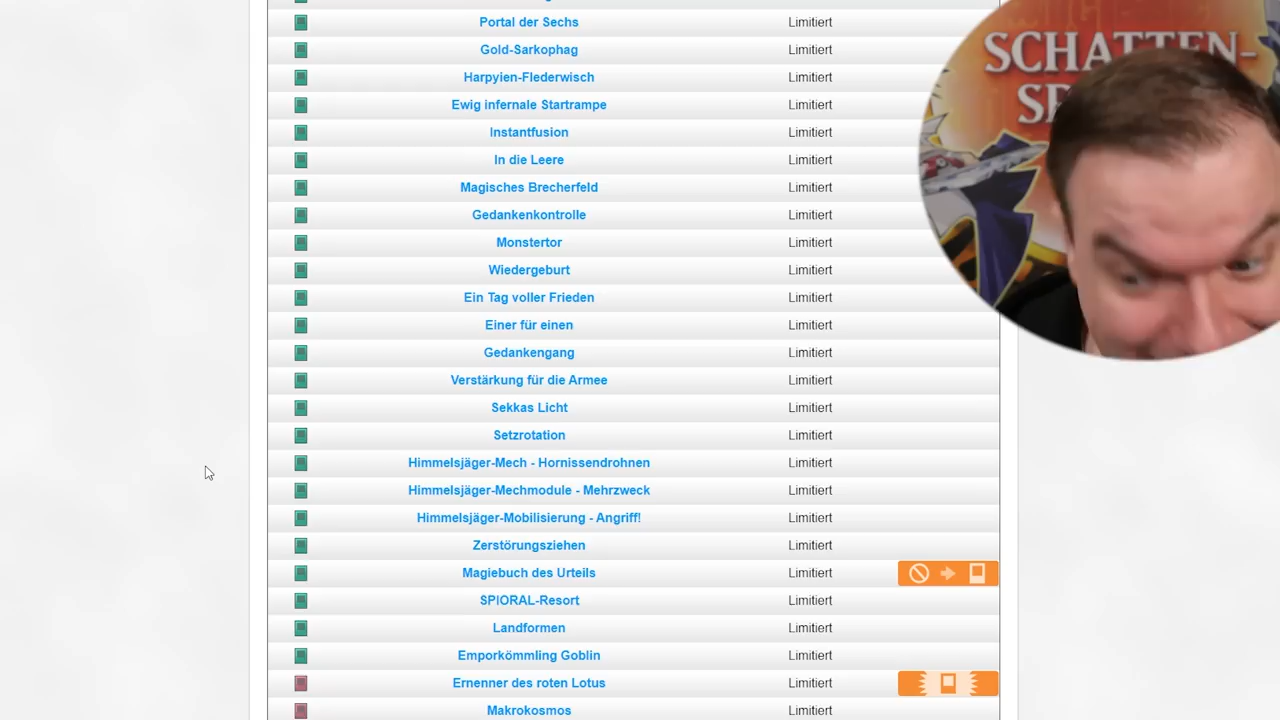 Portal der Sechs Limitiert
Gold-Sarkophag Limitiert
Harpyien-Flederwisch Limitiert
Ewig infernale Startrampe Limitiert
Instantfusion Limitiert
In die Leere Limitiert
Magisches Brecherfeld Limitiert
Gedankenkontrolle Limitiert
Monstertor Limitiert
Wiedergeburt Limitiert
Ein Tag voller Frieden Limitiert
Einer für einen Limitiert
Gedankengang Limitiert
Verstärkung für die Armee Limitiert
Sekkas Licht Limitiert
Setzrotation Limitiert
Himmelsjäger-Mech - Hornissendrohnen Limitiert
Himmelsjäger-Mechmodule - Mehrzweck Limitiert
Himmelsjäger-Mobilisierung - Angriff! Limitiert
Zerstörungsziehen Limitiert
Magiebuch des Urteils Limitiert
SPIORAL-Resort Limitiert
Landformen Limitiert
Emporkömmling Goblin Limitiert
Ernenner des roten Lotus Limitiert
Makrokosmos Limitiert
SCHATTEN-